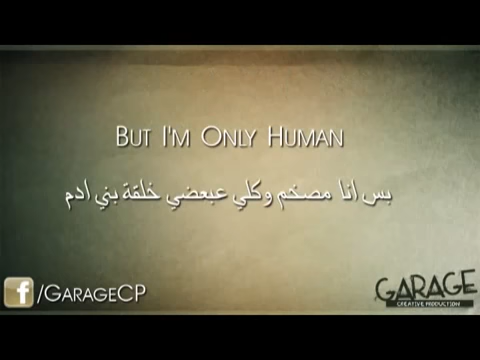 But I'm Only Human
بس انا مصخم وكلي عبعضي خلقة بني ادم
f/GarageCP
GARAGE
CREATIVE PRODUCTION